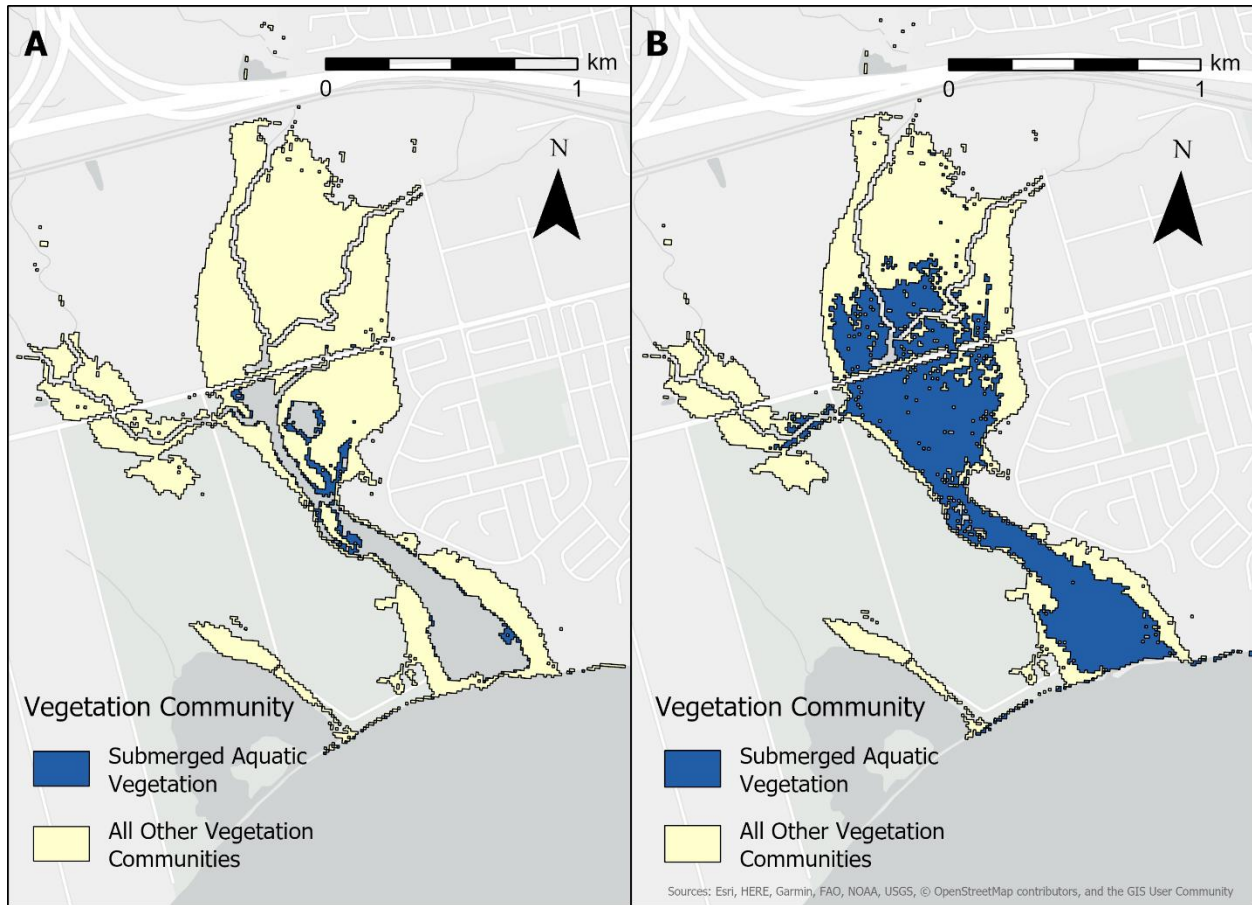 A
km
0 1
N
Vegetation Community
Submerged Aquatic
Vegetation
All Other Vegetation
Communities
B
km
0 1
N
Vegetation Community
Submerged Aquatic
Vegetation
All Other Vegetation
Communities
Sources: Esri, HERE, Garmin, FAO, NOAA, USGS, © OpenStreetMap contributors, and the GIS User Community